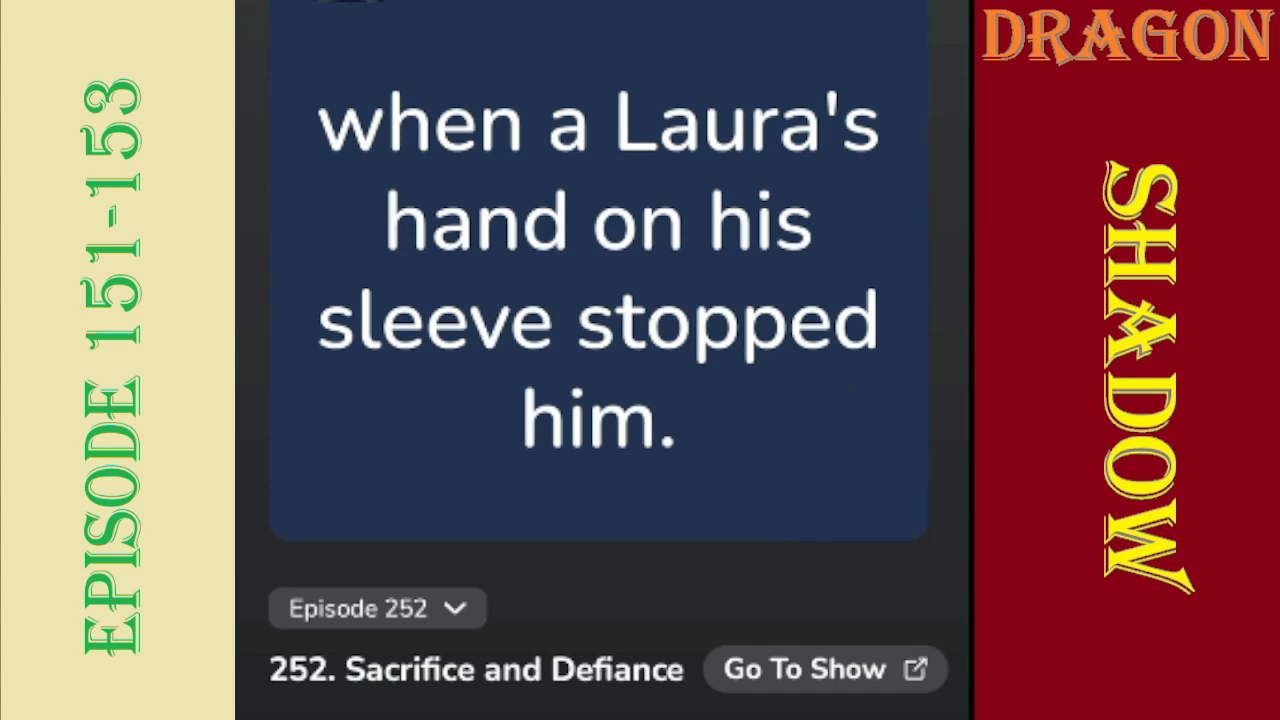 EPISODE 151-153
when a Laura's
hand on his
sleeve stopped
him.
Episode 252
252. Sacrifice and Defiance
Go To Show
DRAGON
SHADOW